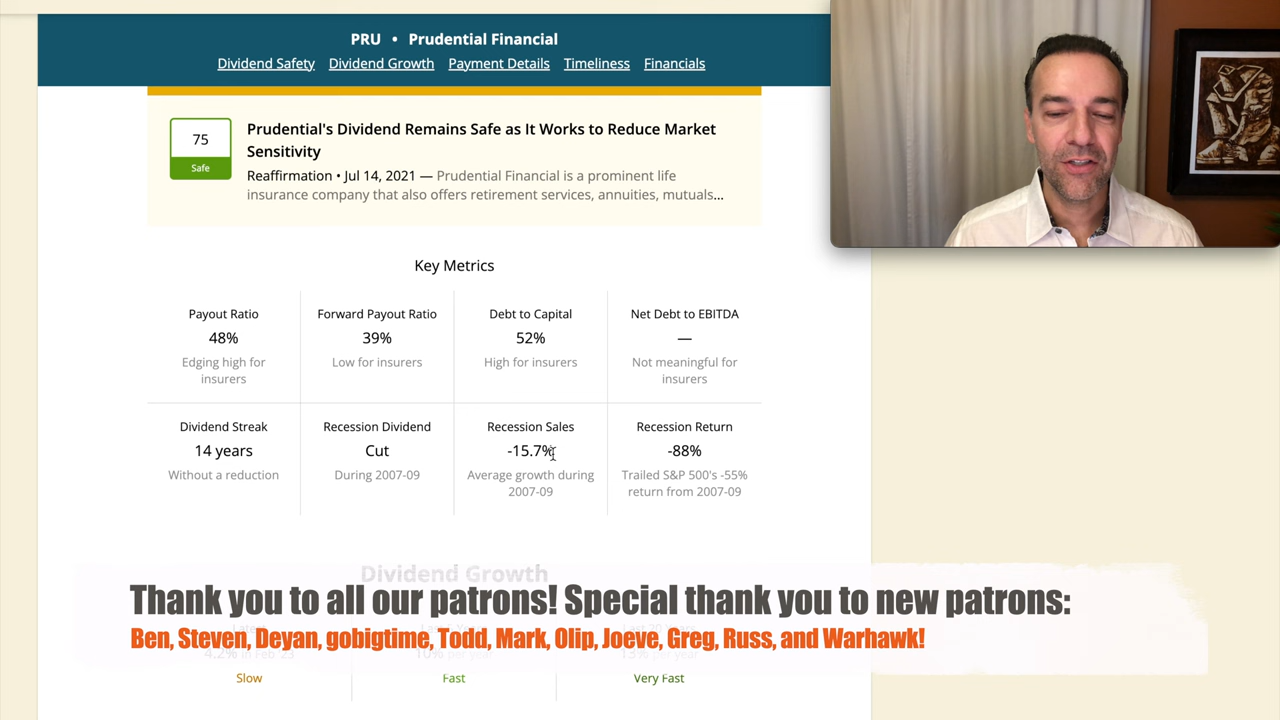 PRU • Prudential Financial
Dividend Safety Dividend Growth Payment Details Timeliness Financials
75
Safe
Prudential's Dividend Remains Safe as It Works to Reduce Market
Sensitivity
Reaffirmation • Jul 14, 2021 — Prudential Financial is a prominent life
insurance company that also offers retirement services, annuities, mutuals...
Key Metrics
Payout Ratio Forward Payout Ratio Debt to Capital Net Debt to EBITDA
48% 39% 52% —
Edging high for Low for insurers High for insurers Not meaningful for
insurers insurers
Dividend Streak Recession Dividend Recession Sales Recession Return
14 years Cut -15.7% -88%
Without a reduction During 2007-09 Average growth during Trailed S&P 500's -55%
2007-09 return from 2007-09
Dividend Growth
Thank you to all our patrons! Special thank you to new patrons:
Ben, Steven, Deyan, gobigtime, Todd, Mark, Olip, Joeve, Greg, Russ, and Warhawk!
Slow Fast Very Fast